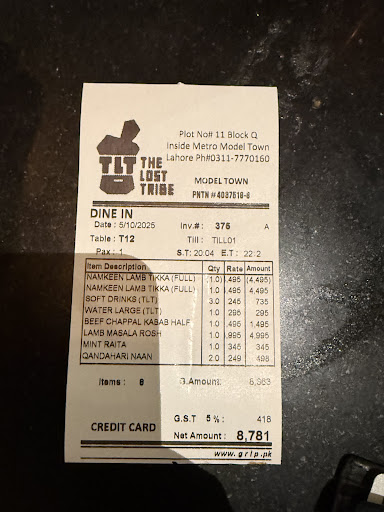 TLT THE LOST TRIBE
Plot No# 11 Block Q
Inside Metro Model Town
Lahore Ph#0311-7770160
MODEL TOWN
PNTN # 4037518-6
DINE IN
Date : 5/10/2025 Inv.# : 375 A
Table : T12 Till : TILL01
Pax : 1 S.T: 20:04 E.T : 22:2
Item Description Qty Rate Amount
NAMKEEN LAMB TIKKA (FULL) (1.0) ,495 (4,495)
NAMKEEN LAMB TIKKA (FULL) 1.0 ,495 4,495
SOFT DRINKS (TLT) 3.0 245 735
WATER LARGE (TLT) 1.0 295 295
BEEF CHAPPAL KABAB HALF 1.0 ,495 1,495
LAMB MASALA ROSH 1.0 ,995 4,995
MINT RAITA 1.0 345 345
QANDAHARI NAAN 2.0 249 498
Items : 8 G.Amount: 8,363
G.S.T 5% : 418
CREDIT CARD Net Amount : 8,781
www.grlp.pk